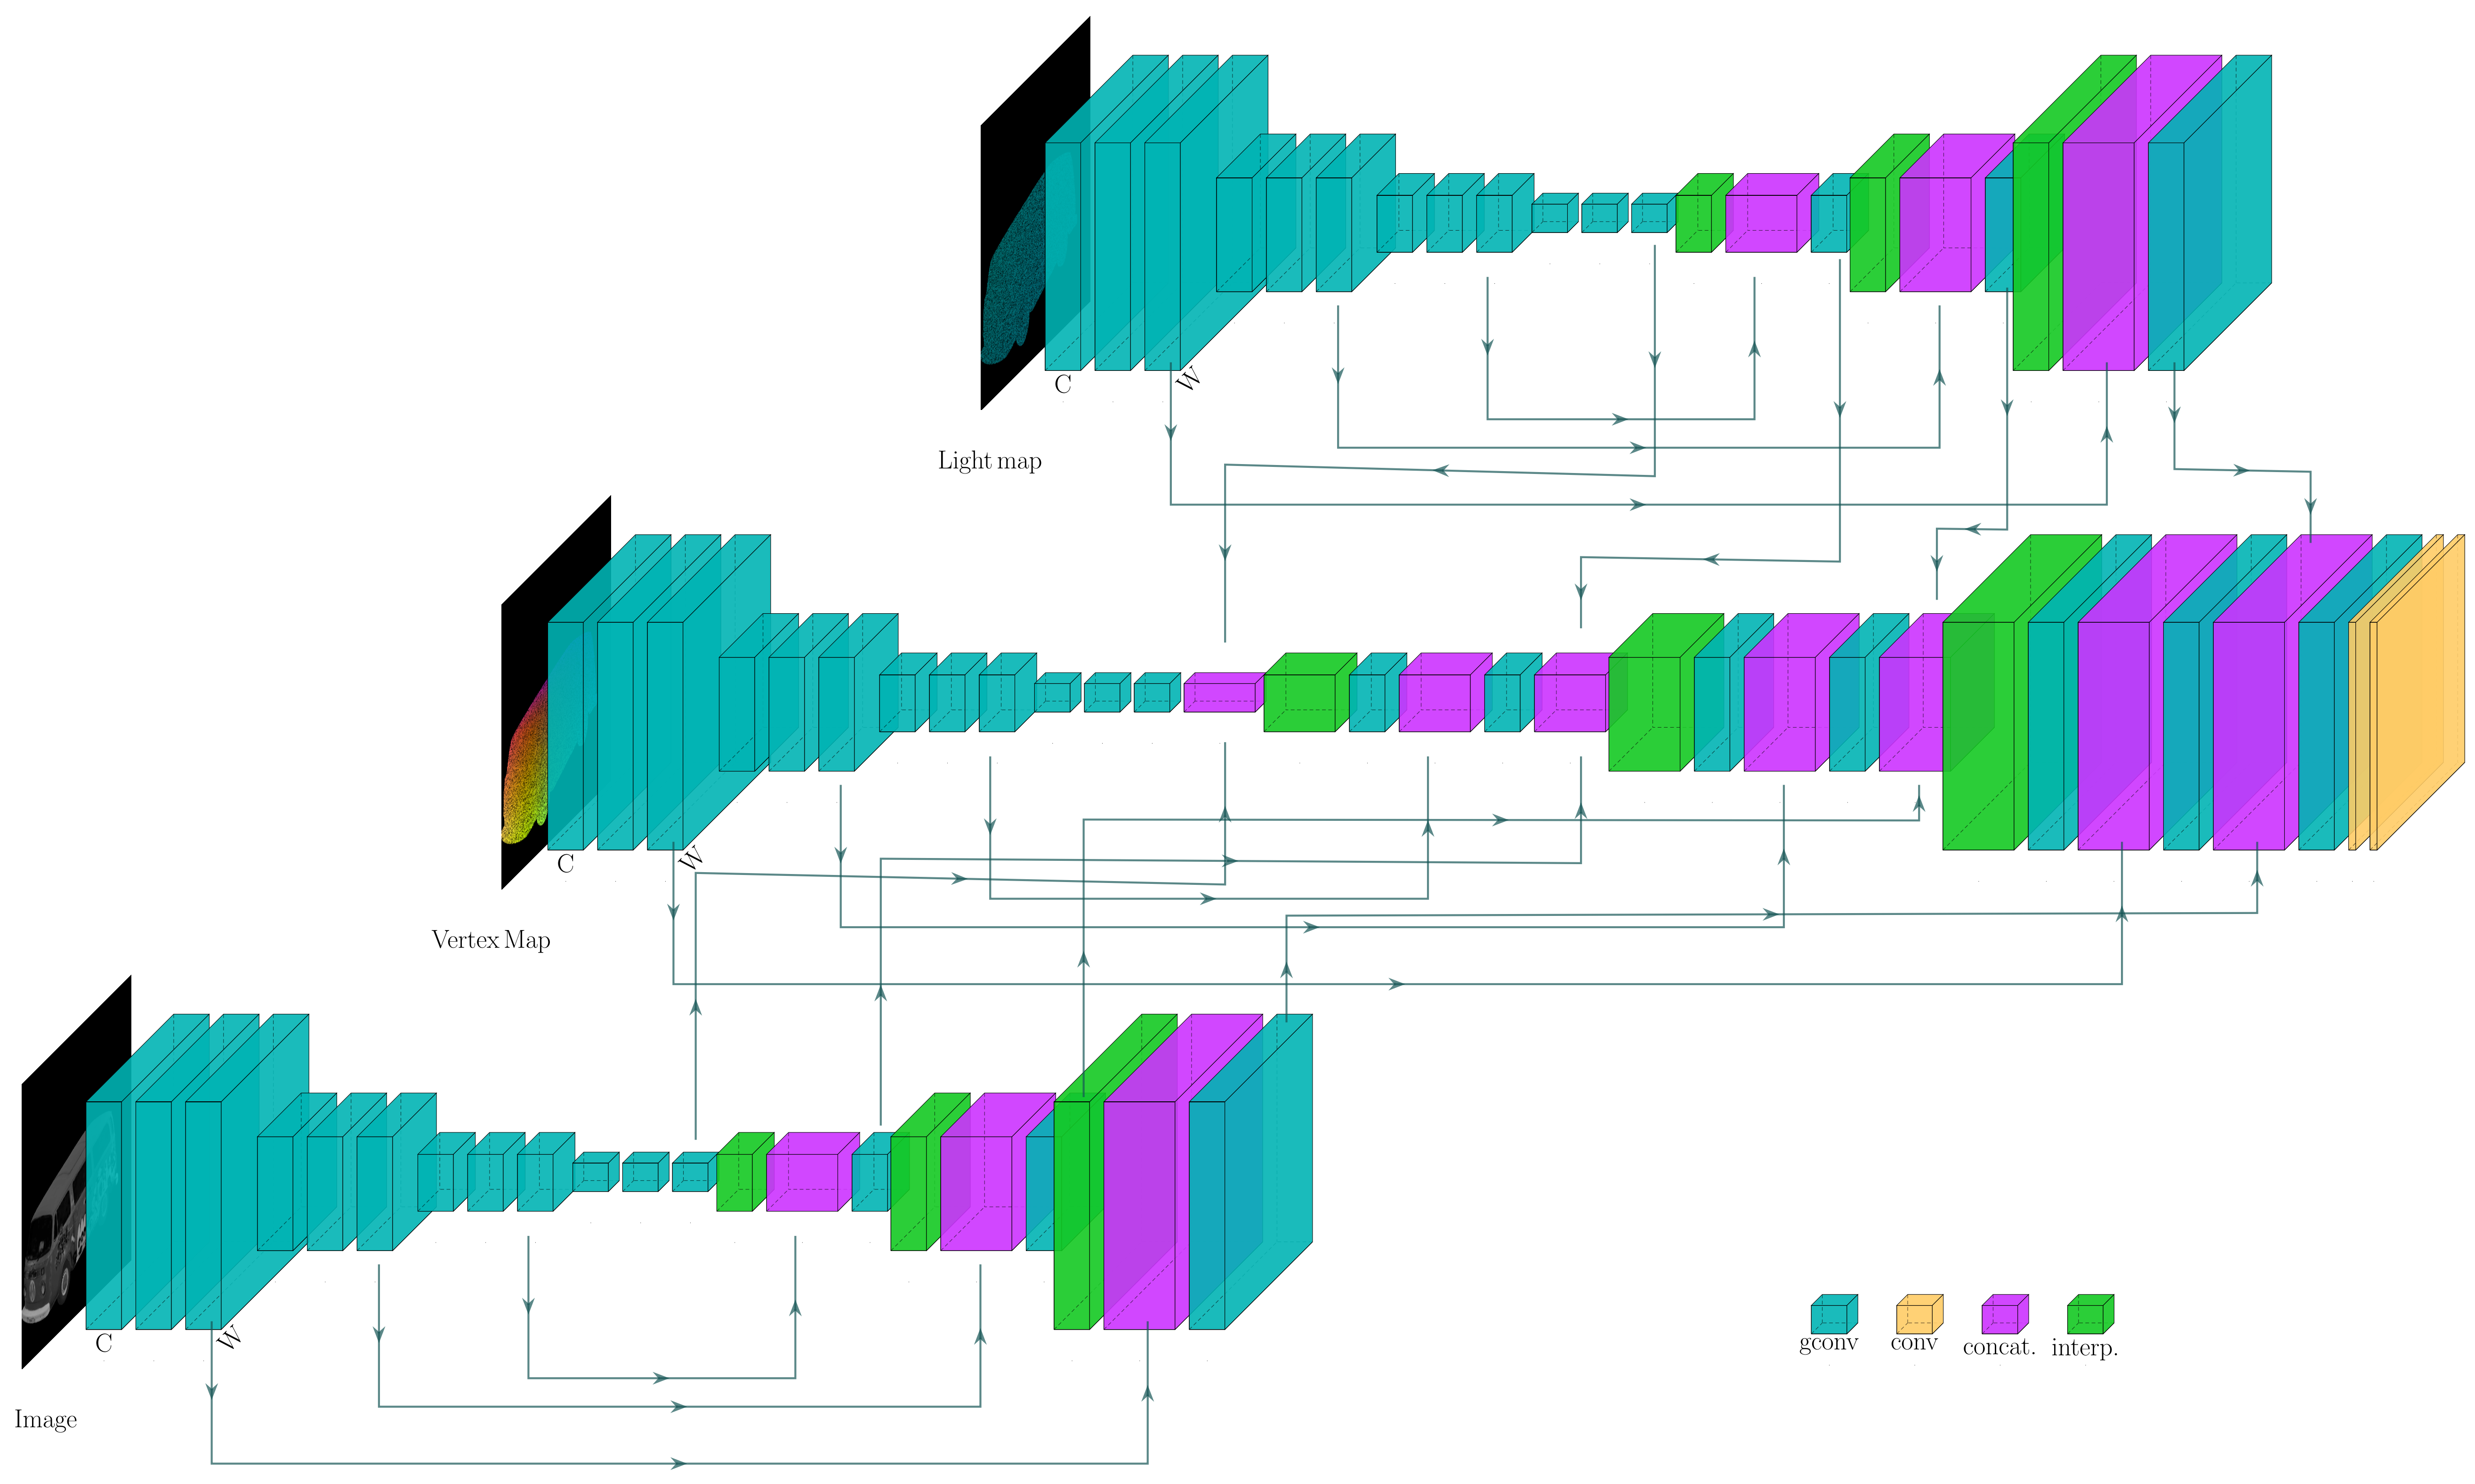 C
W
Light map
C
W
Vertex Map
C
W
Image
gconv
conv
concat.
interp.